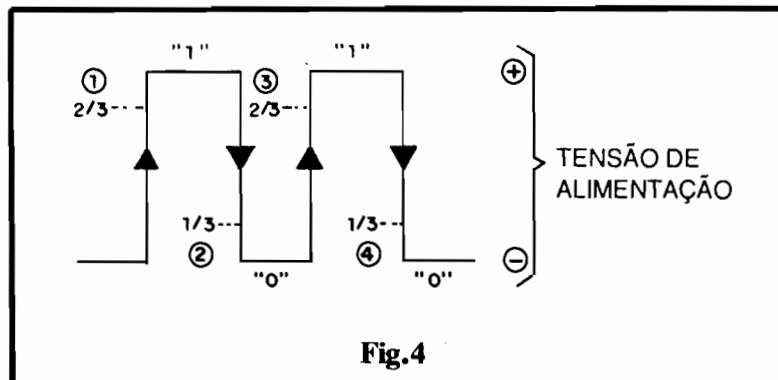 "1" "1"
① ③ ⊕
2/3 2/3
TENSÃO DE
ALIMENTAÇÃO
1/3 1/3
② ④ ⊖
"0" "0"
Fig.4